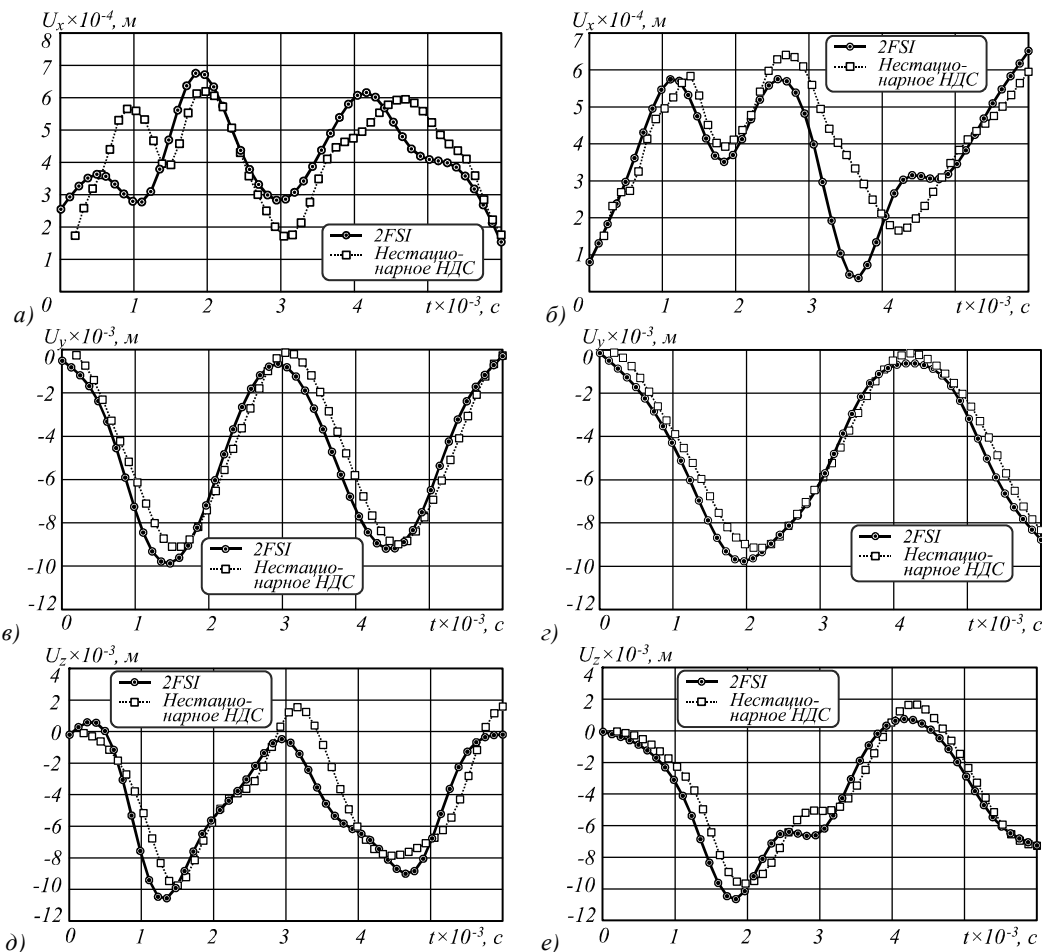 Uₓ×10⁻⁴, м
8
7
6
5
4
3
2
1
0
1
2
3
4
t×10⁻³, с
2FSI
Нестацио-
нарное НДС
а)
Uₓ×10⁻⁴, м
7
6
5
4
3
2
1
0
1
2
3
4
t×10⁻³, с
2FSI
Нестацио-
нарное НДС
б)
Uᵧ×10⁻³, м
0
-2
-4
-6
-8
-10
-12
0
1
2
3
4
t×10⁻³, с
2FSI
Нестацио-
нарное НДС
в)
Uᵧ×10⁻³, м
0
-2
-4
-6
-8
-10
-12
0
1
2
3
4
t×10⁻³, с
2FSI
Нестацио-
нарное НДС
г)
U_z×10⁻³, м
4
2
0
-2
-4
-6
-8
-10
-12
0
1
2
3
4
t×10⁻³, с
2FSI
Нестацио-
нарное НДС
д)
U_z×10⁻³, м
4
2
0
-2
-4
-6
-8
-10
-12
0
1
2
3
4
t×10⁻³, с
2FSI
Нестацио-
нарное НДС
е)